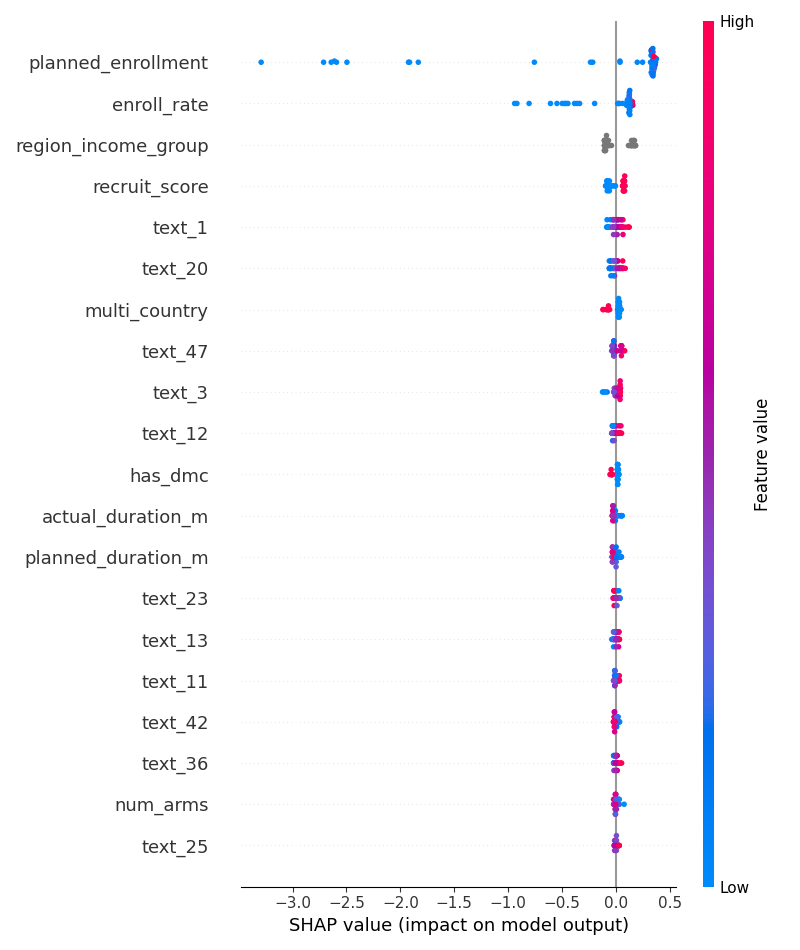 High
planned_enrollment
enroll_rate
region_income_group
recruit_score
text_1
text_20
multi_country
text_47
text_3
text_12
has_dmc
actual_duration_m
planned_duration_m
text_23
text_13
text_11
text_42
text_36
num_arms
text_25
Feature value
Low
−3.0 −2.5 −2.0 −1.5 −1.0 −0.5 0.0 0.5
SHAP value (impact on model output)